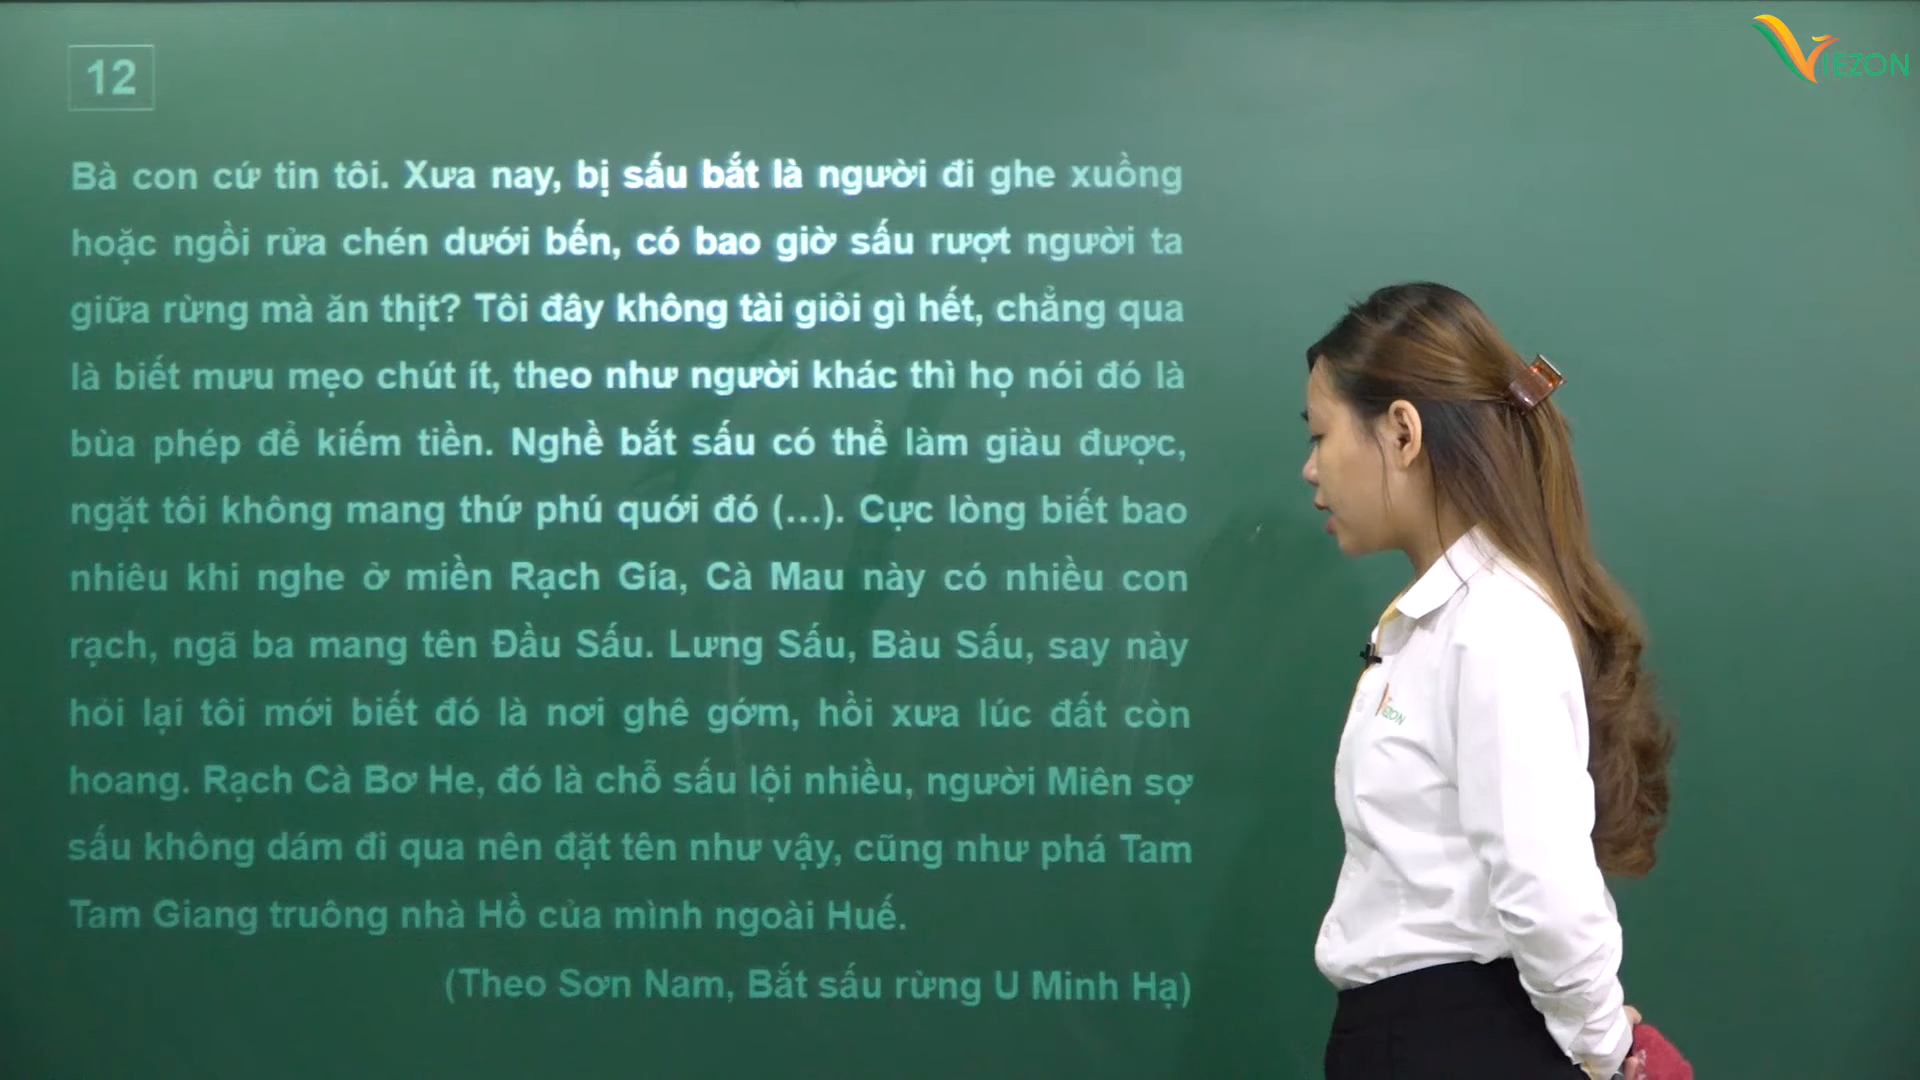 VIEZON
12
Bà con cứ tin tôi. Xưa nay, bị sấu bắt là người đi ghe xuồng
hoặc ngồi rửa chén dưới bến, có bao giờ sấu rượt người ta
giữa rừng mà ăn thịt? Tôi đây không tài giỏi gì hết, chẳng qua
là biết mưu mẹo chút ít, theo như người khác thì họ nói đó là
bùa phép để kiếm tiền. Nghề bắt sấu có thể làm giàu được,
ngặt tôi không mang thứ phú quới đó (...). Cực lòng biết bao
nhiêu khi nghe ở miền Rạch Gía, Cà Mau này có nhiều con
rạch, ngã ba mang tên Đầu Sấu. Lưng Sấu, Bàu Sấu, say này
hỏi lại tôi mới biết đó là nơi ghê gớm, hồi xưa lúc đất còn
hoang. Rạch Cà Bơ He, đó là chỗ sấu lội nhiều, người Miên sợ
sấu không dám đi qua nên đặt tên như vậy, cũng như phá Tam
Tam Giang truông nhà Hồ của mình ngoài Huế.
(Theo Sơn Nam, Bắt sấu rừng U Minh Hạ)
VIEZON